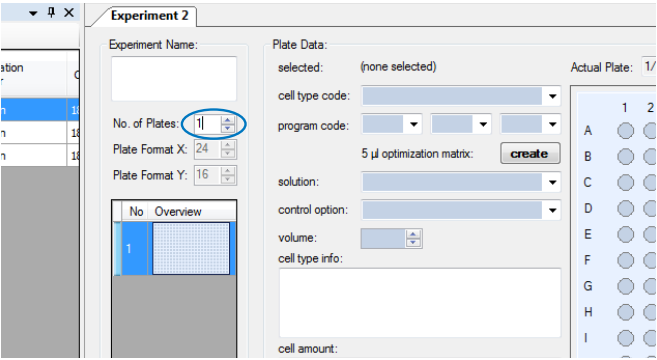 Experiment 2
Experiment Name:
Plate Data:
ation
selected: (none selected)
Actual Plate: 1/
r
cell type code:
1 2
18
No. of Plates: 1
program code:
A
n 18
Plate Format X: 24
5 µl optimization matrix: create
B
n 18
Plate Format Y: 16
solution:
C
No Overview
control option:
D
1
volume:
E
cell type info:
F
G
H
I
cell amount: